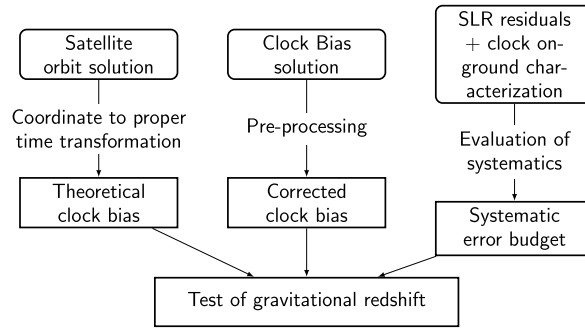 Satellite
orbit solution
Coordinate to proper
time transformation
Theoretical
clock bias
Clock Bias
solution
Pre-processing
Corrected
clock bias
SLR residuals
+ clock on-
ground char-
acterization
Evaluation of
systematics
Systematic
error budget
Test of gravitational redshift